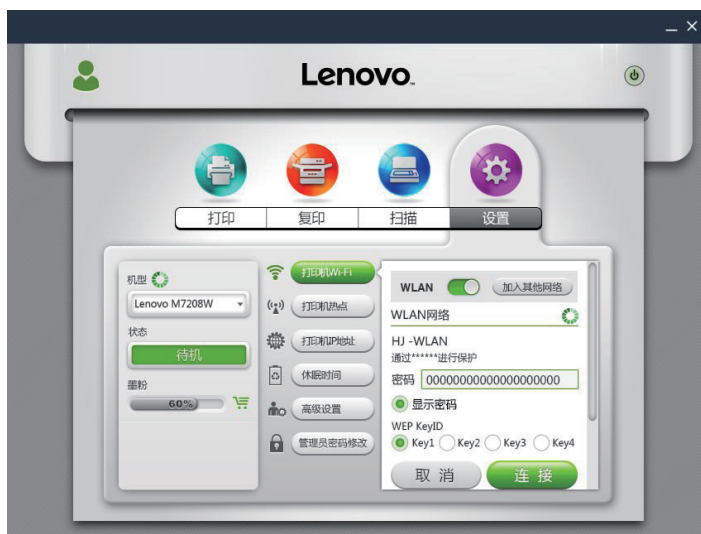 Lenovo
打印 复印 扫描 设置
机型
Lenovo M7208W
状态
待机
墨粉
60%
打印机Wi-Fi
打印机热点
打印机IP地址
休眠时间
高级设置
管理员密码修改
WLAN 加入其他网络
WLAN网络
HJ -WLAN
通过******进行保护
密码 00000000000000000000
显示密码
WEP KeyID
Key1 Key2 Key3 Key4
取 消 连 接